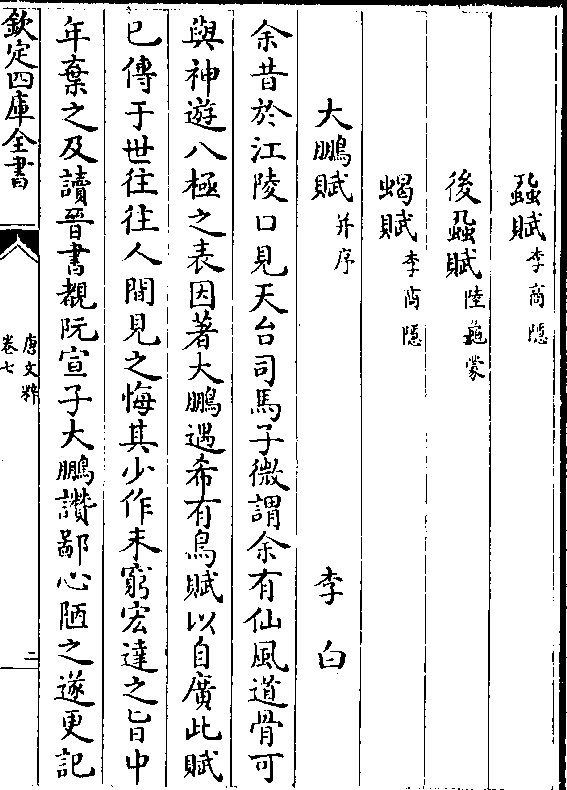 蝨賦李商隱
後蝨賦陸龜蒙
蝎賦李商隱
大鵬賦并序
李白
余昔於江陵口見天台司馬子微謂余有仙風道骨可
與神遊八極之表因著大鵬遇希有鳥賦以自廣此賦
已傳于世往往人間見之悔其少作未窮宏達之旨中
年棄之及讀晉書覩阮宣子大鵬讚鄙心陋之遂更記
欽定四庫全書
唐文粹
卷七
二